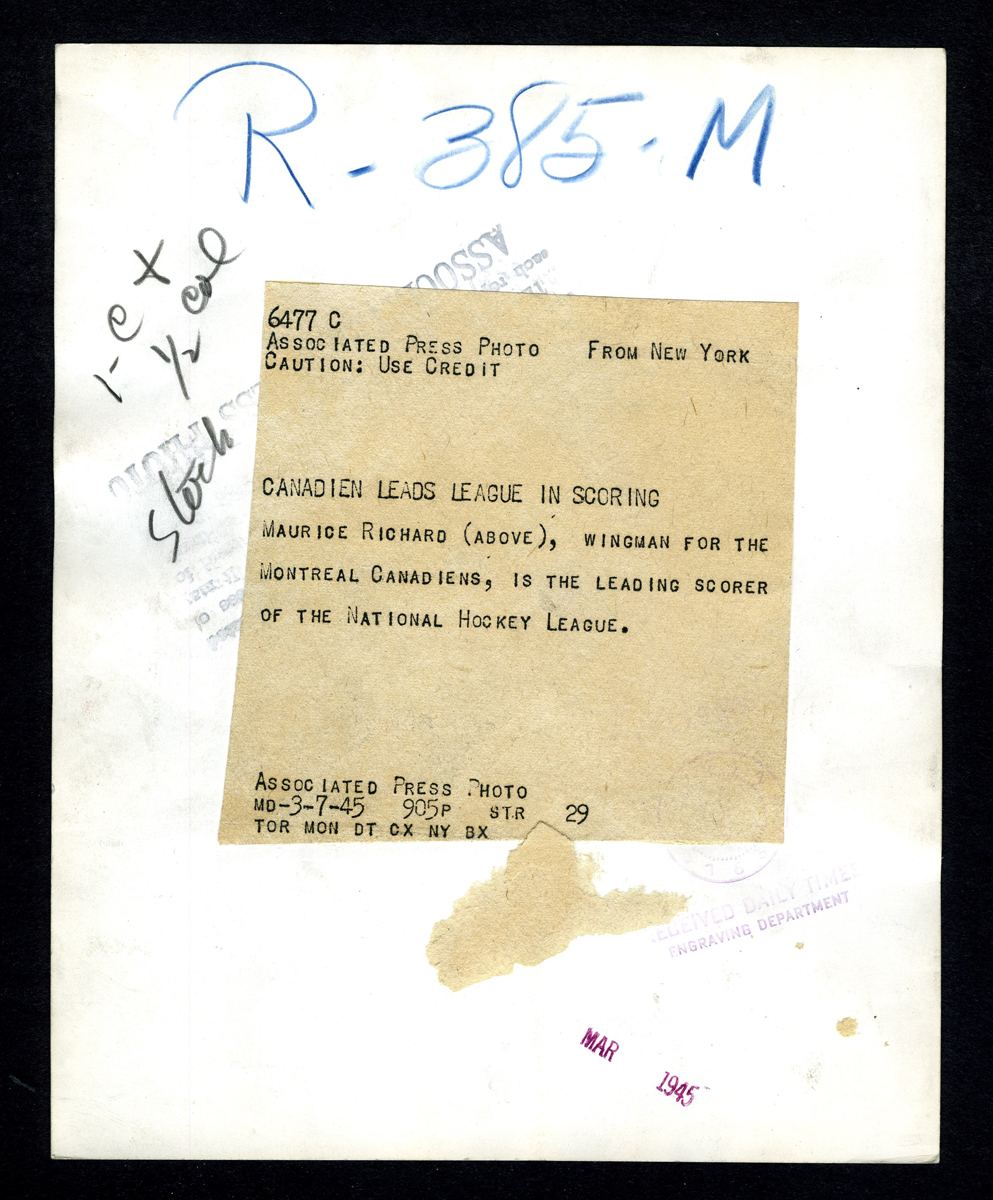 R-385-M
X
1-C 1/2 col
Stock
ASSOCI
6477 C
ASSOCIATED PRESS PHOTO FROM NEW YORK
CAUTION: USE CREDIT
CANADIEN LEADS LEAGUE IN SCORING
MAURICE RICHARD (ABOVE), WINGMAN FOR THE
MONTREAL CANADIENS, IS THE LEADING SCORER
OF THE NATIONAL HOCKEY LEAGUE.
ASSOCIATED PRESS PHOTO
MD-3-7-45 905P STR 29
TOR MON DT CX NY BX
RECEIVED DAILY TIMES
ENGRAVING DEPARTMENT
MAR
1945